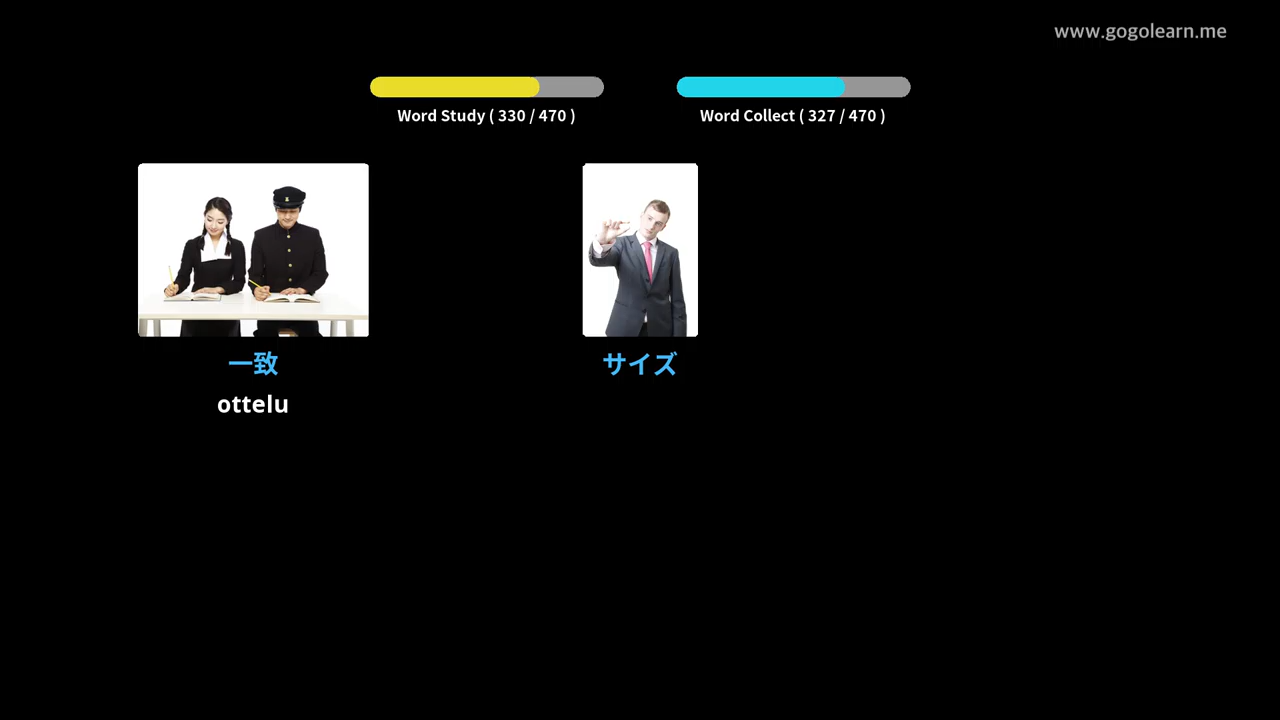 www.gogolearn.me
Word Study ( 330 / 470 )
Word Collect ( 327 / 470 )
一致
サイズ
ottelu